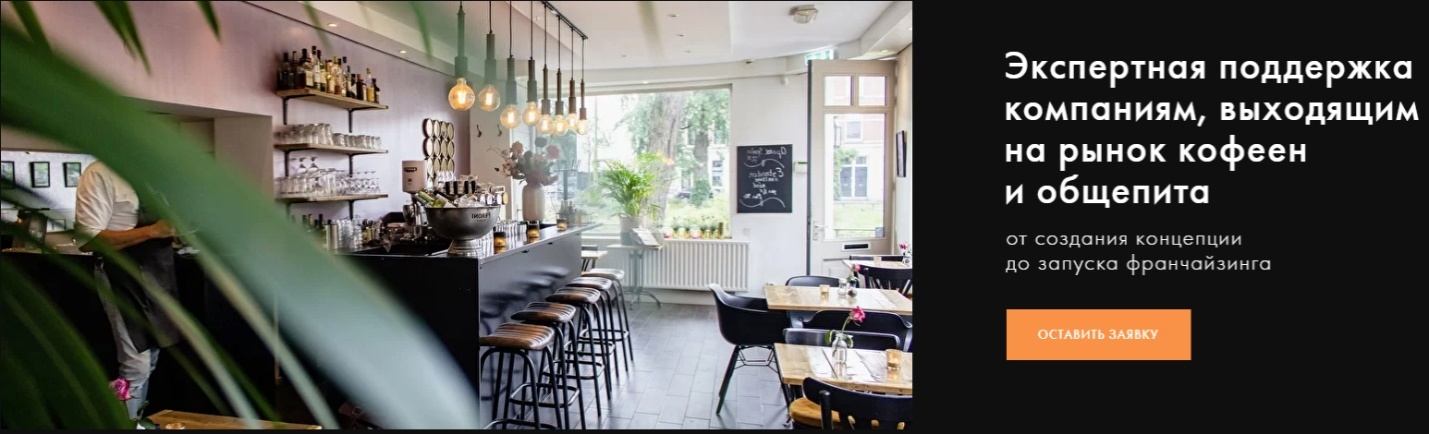 Экспертная поддержка
компаниям, выходящим
на рынок кофеен
и общепита
от создания концепции
до запуска франчайзинга
ОСТАВИТЬ ЗАЯВКУ